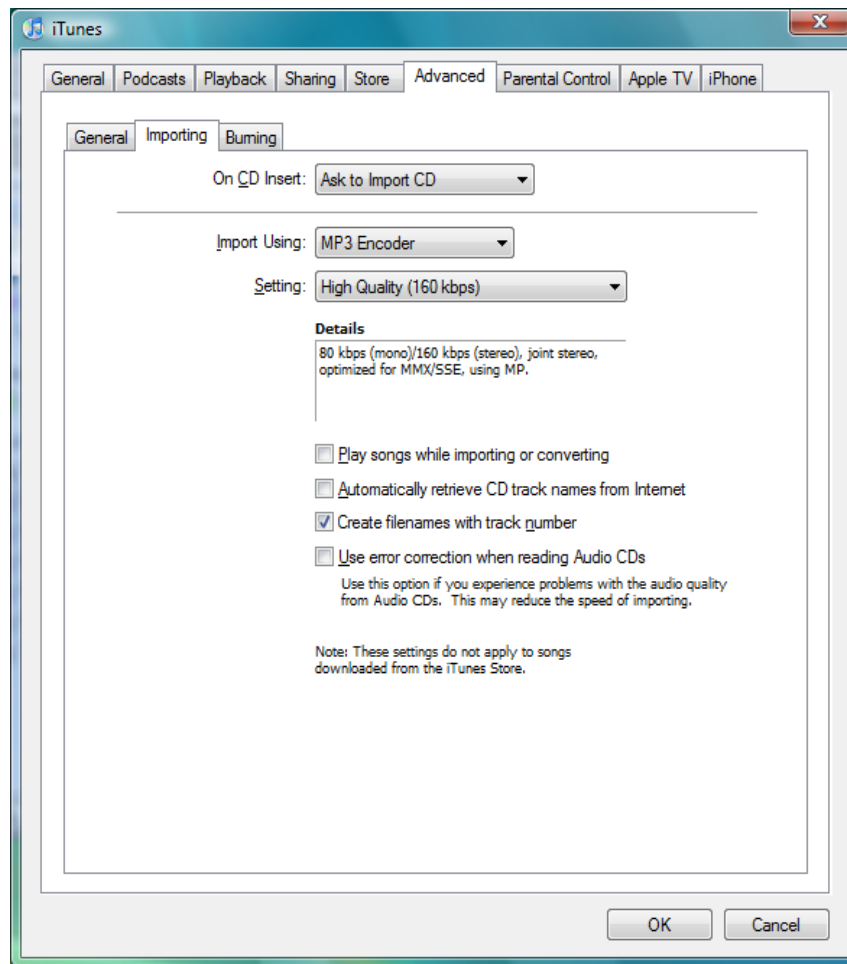 iTunes
General Podcasts Playback Sharing Store Advanced Parental Control Apple TV iPhone
General Importing Burning
On CD Insert: Ask to Import CD
Import Using: MP3 Encoder
Setting: High Quality (160 kbps)
Details
80 kbps (mono)/160 kbps (stereo), joint stereo,
optimized for MMX/SSE, using MP.
Play songs while importing or converting
Automatically retrieve CD track names from Internet
Create filenames with track number
Use error correction when reading Audio CDs
Use this option if you experience problems with the audio quality
from Audio CDs. This may reduce the speed of importing.
Note: These settings do not apply to songs
downloaded from the iTunes Store.
OK Cancel